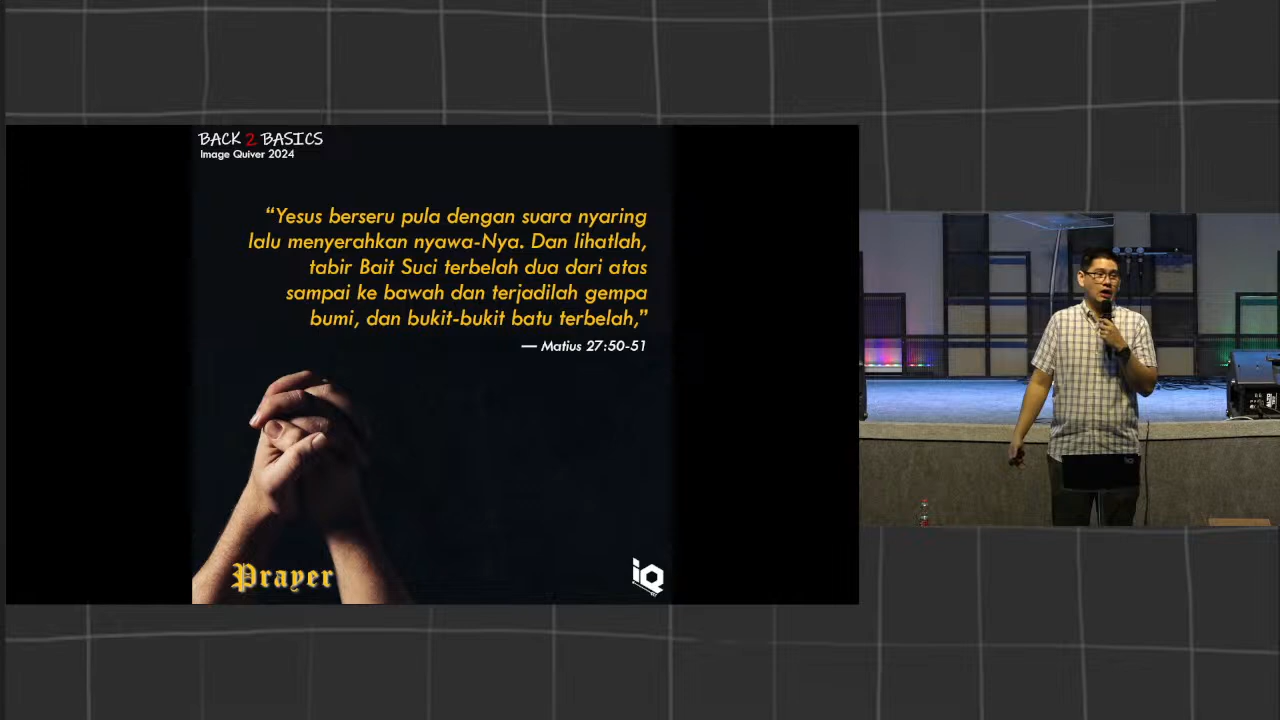 BACK 2 BASICS
Image Quiver 2024
“Yesus berseru pula dengan suara nyaring
lalu menyerahkan nyawa-Nya. Dan lihatlah,
tabir Bait Suci terbelah dua dari atas
sampai ke bawah dan terjadilah gempa
bumi, dan bukit-bukit batu terbelah,”
— Matius 27:50-51
Prayer
iQ
iQ
ALTO